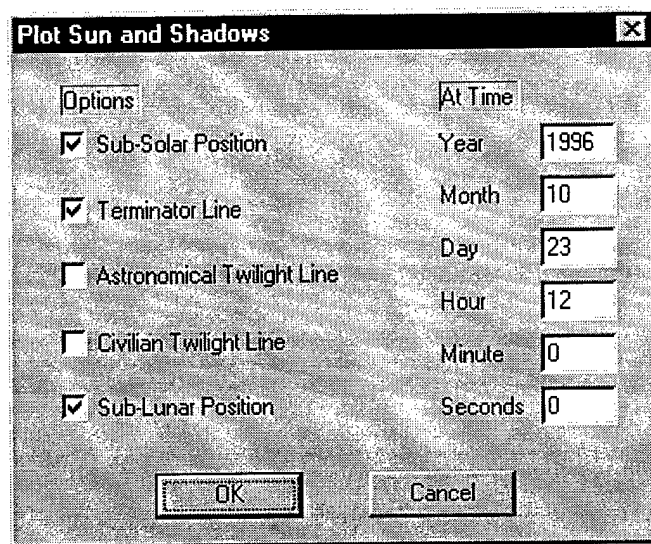 Plot Sun and Shadows
Options
Sub-Solar Position
Terminator Line
Astronomical Twilight Line
Civilian Twilight Line
Sub-Lunar Position
At Time
Year 1996
Month 10
Day 23
Hour 12
Minute 0
Seconds 0
OK
Cancel